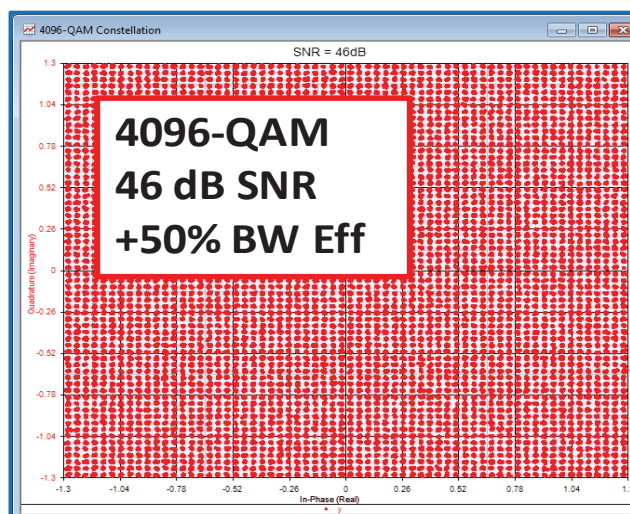 4096-QAM Constellation
SNR = 46dB
4096-QAM
46 dB SNR
+50% BW Eff
Quadrature (Imaginary)
1.3
1.04
0.78
0.52
0.26
0
-0.26
-0.52
-0.78
-1.04
-1.3
-1.3 -1.04 -0.78 -0.52 -0.26 0 0.26 0.52 0.78 1.04 1.3
In-Phase (Real)
y